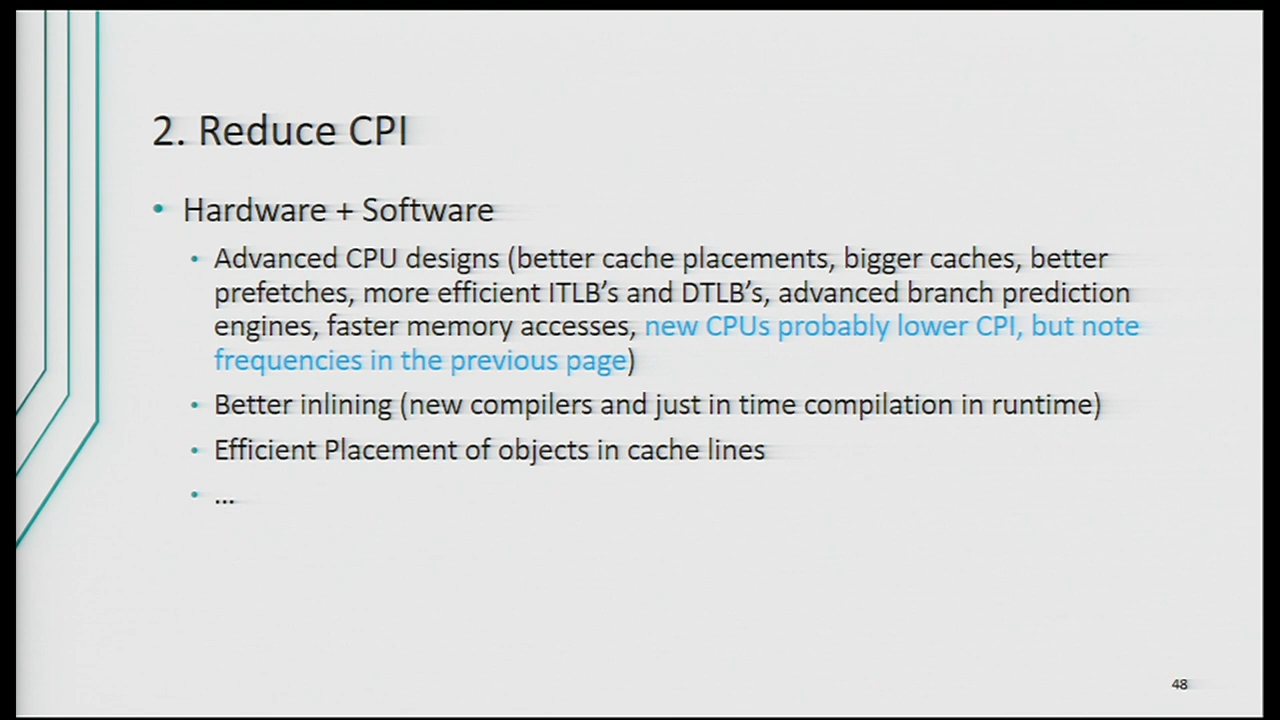 2. Reduce CPI
• Hardware + Software
• Advanced CPU designs (better cache placements, bigger caches, better
prefetches, more efficient ITLB’s and DTLB’s, advanced branch prediction
engines, faster memory accesses, new CPUs probably lower CPI, but note
frequencies in the previous page)
• Better inlining (new compilers and just in time compilation in runtime)
• Efficient Placement of objects in cache lines
• ...
48